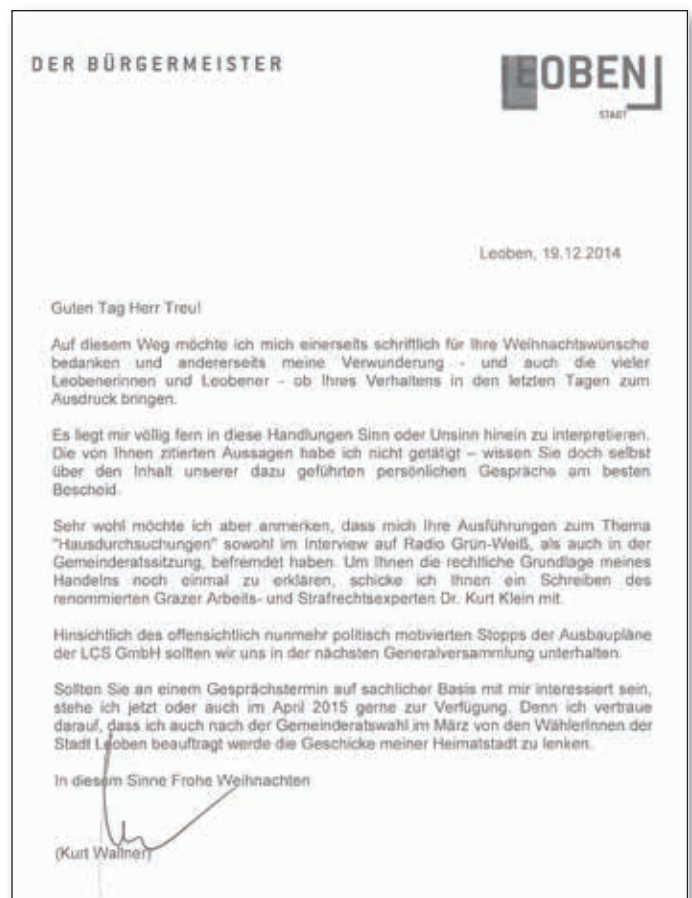 DER BÜRGERMEISTER
LEOBEN
STADT
Leoben, 19.12.2014
Guten Tag Herr Treu!
Auf diesem Weg möchte ich mich einerseits schriftlich für Ihre Weihnachtswünsche
bedanken und andererseits meine Verwunderung - und auch die vieler
Leobenerinnen und Leobener - ob Ihres Verhaltens in den letzten Tagen zum
Ausdruck bringen.
Es liegt mir völlig fern in diese Handlungen Sinn oder Unsinn hinein zu interpretieren.
Die von Ihnen zitierten Aussagen habe ich nicht getätigt – wissen Sie doch selbst
über den Inhalt unserer dazu geführten persönlichen Gespräche am besten
Bescheid.
Sehr wohl möchte ich aber anmerken, dass mich Ihre Ausführungen zum Thema
"Hausdurchsuchungen" sowohl im Interview auf Radio Grün-Weiß, als auch in der
Gemeinderatssitzung, befremdet haben. Um Ihnen die rechtliche Grundlage meines
Handelns noch einmal zu erklären, schicke ich Ihnen ein Schreiben des
renommierten Grazer Arbeits- und Strafrechtsexperten Dr. Kurt Klein mit.
Hinsichtlich des offensichtlich nunmehr politisch motivierten Stopps der Ausbaupläne
der LCS GmbH sollten wir uns in der nächsten Generalversammlung unterhalten.
Sollten Sie an einem Gesprächstermin auf sachlicher Basis mit mir interessiert sein,
stehe ich jetzt oder auch im April 2015 gerne zur Verfügung. Denn ich vertraue
darauf, dass ich auch nach der Gemeinderatswahl im März von den WählerInnen der
Stadt Leoben beauftragt werde die Geschicke meiner Heimatstadt zu lenken.
In diesem Sinne Frohe Weihnachten
(Kurt Wallner)